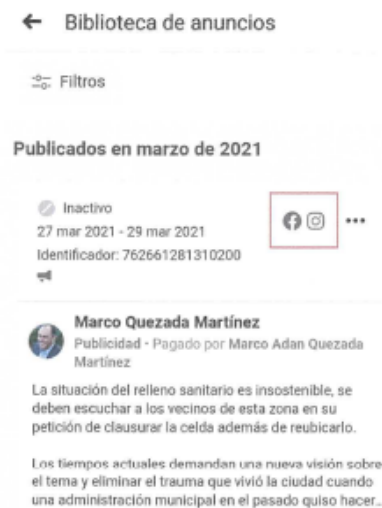 Biblioteca de anuncios
Filtros
Publicados en marzo de 2021
Inactivo
27 mar 2021 - 29 mar 2021
Identificador: 762661281310200
Marco Quezada Martínez
Publicidad · Pagado por Marco Adan Quezada
Martínez
La situación del relleno sanitario es insostenible, se
deben escuchar a los vecinos de esta zona en su
petición de clausurar la celda además de reubicarlo.
Los tiempos actuales demandan una nueva visión sobre
el tema y eliminar el trauma que vivió la ciudad cuando
una administración municipal en el pasado quiso hacer...